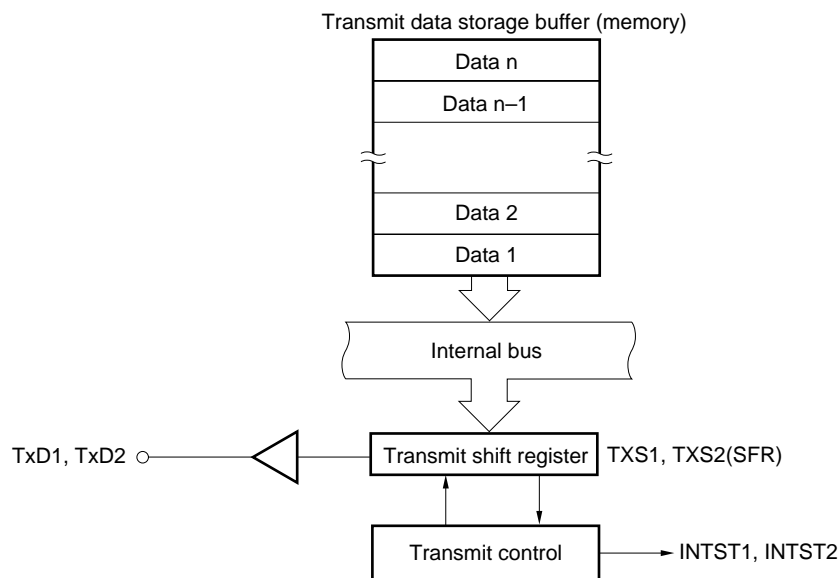 Transmit data storage buffer (memory)
Data n
Data n–1
Data 2
Data 1
Internal bus
TxD1, TxD2
Transmit shift register
TXS1, TXS2(SFR)
Transmit control
INTST1, INTST2